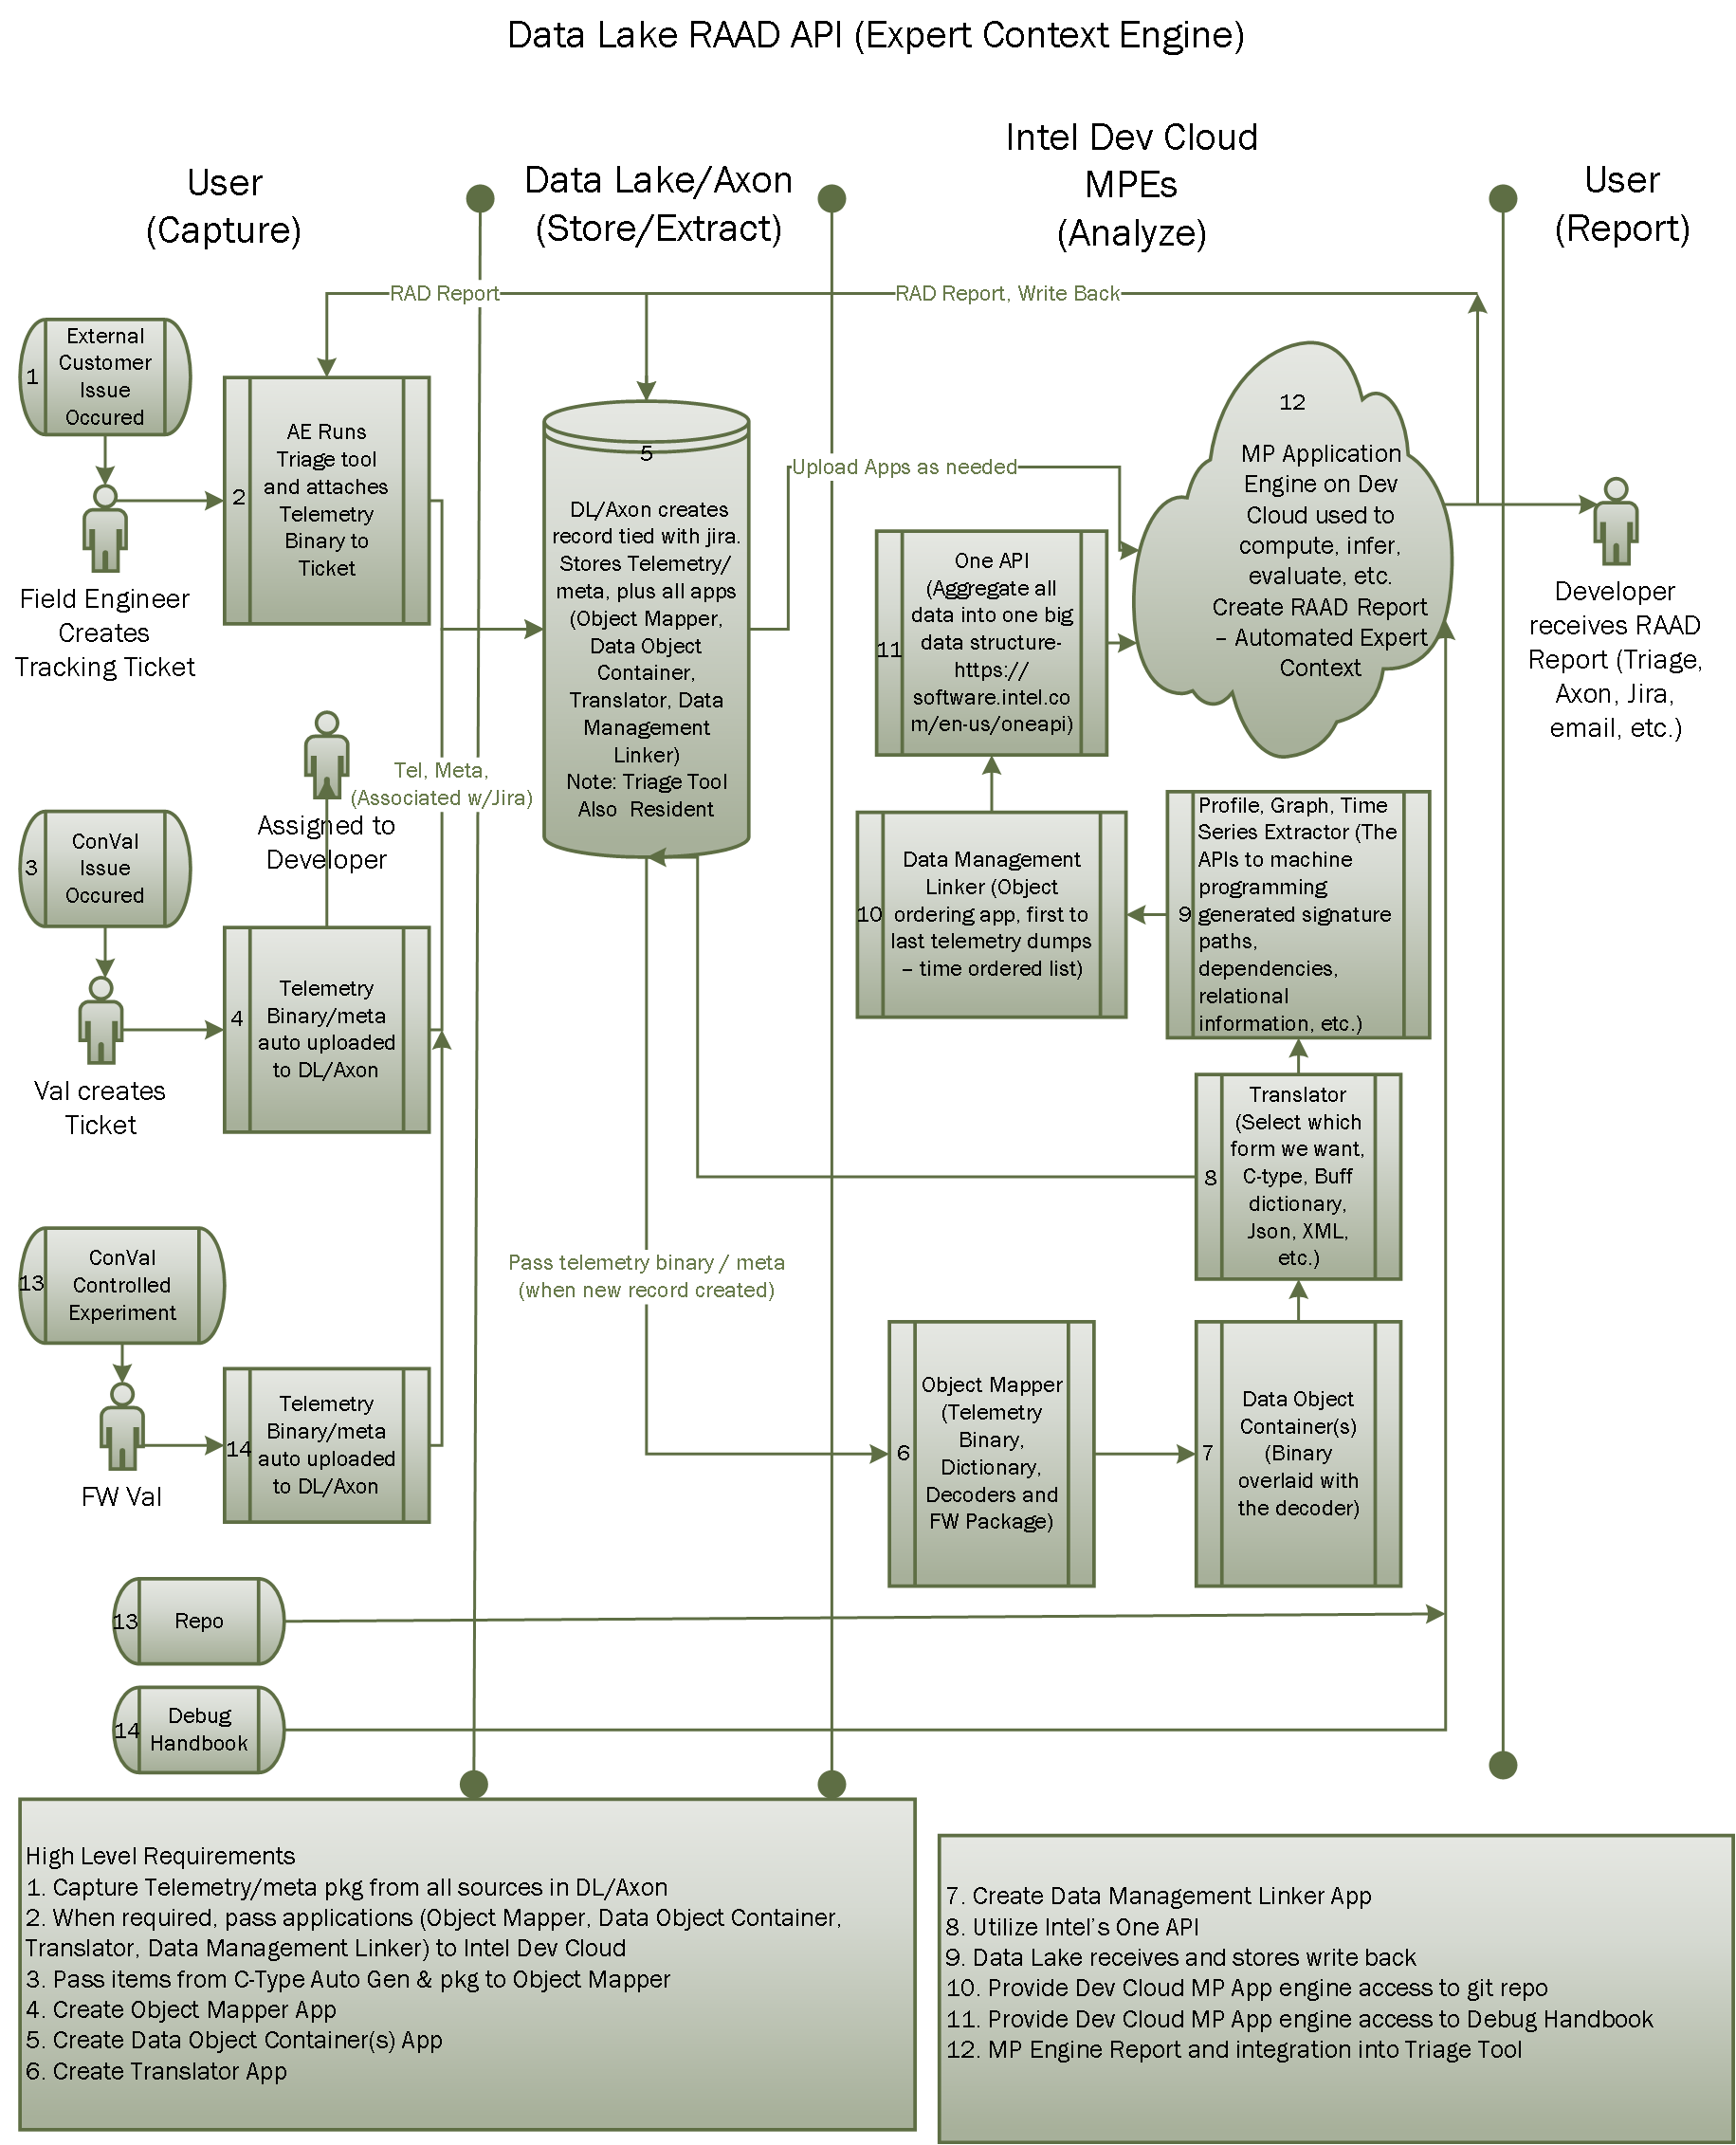 Data Lake RAAD API (Expert Context Engine)
User
(Capture)
Data Lake/Axon
(Store/Extract)
Intel Dev Cloud
MPEs
(Analyze)
User
(Report)
RAD Report
RAD Report, Write Back
1
External
Customer
Issue
Occured
Field Engineer
Creates
Tracking Ticket
2
AE Runs
Triage tool
and attaches
Telemetry
Binary to
Ticket
Assigned to
Developer
Tel, Meta,
(Associated w/Jira)
3
ConVal
Issue
Occured
Val creates
Ticket
4
Telemetry
Binary/meta
auto uploaded
to DL/Axon
13
ConVal
Controlled
Experiment
FW Val
14
Telemetry
Binary/meta
auto uploaded
to DL/Axon
13
Repo
14
Debug
Handbook
5
DL/Axon creates
record tied with jira.
Stores Telemetry/
meta, plus all apps
(Object Mapper,
Data Object
Container,
Translator, Data
Management
Linker)
Note: Triage Tool
Also Resident
Upload Apps as needed
Pass telemetry binary / meta
(when new record created)
6
Object Mapper
(Telemetry
Binary,
Dictionary,
Decoders and
FW Package)
7
Data Object
Container(s)
(Binary
overlaid with
the decoder)
8
Translator
(Select which
form we want,
C-type, Buff
dictionary,
Json, XML,
etc.)
9
Profile, Graph, Time
Series Extractor (The
APIs to machine
programming
generated signature
paths,
dependencies,
relational
information, etc.)
10
Data Management
Linker (Object
ordering app, first to
last telemetry dumps
– time ordered list)
11
One API
(Aggregate all
data into one big
data structure-
https://
software.intel.co
m/en-us/oneapi)
12
MP Application
Engine on Dev
Cloud used to
compute, infer,
evaluate, etc.
Create RAAD Report
– Automated Expert
Context
Developer
receives RAAD
Report (Triage,
Axon, Jira,
email, etc.)
High Level Requirements
1. Capture Telemetry/meta pkg from all sources in DL/Axon
2. When required, pass applications (Object Mapper, Data Object Container,
Translator, Data Management Linker) to Intel Dev Cloud
3. Pass items from C-Type Auto Gen & pkg to Object Mapper
4. Create Object Mapper App
5. Create Data Object Container(s) App
6. Create Translator App
7. Create Data Management Linker App
8. Utilize Intel's One API
9. Data Lake receives and stores write back
10. Provide Dev Cloud MP App engine access to git repo
11. Provide Dev Cloud MP App engine access to Debug Handbook
12. MP Engine Report and integration into Triage Tool